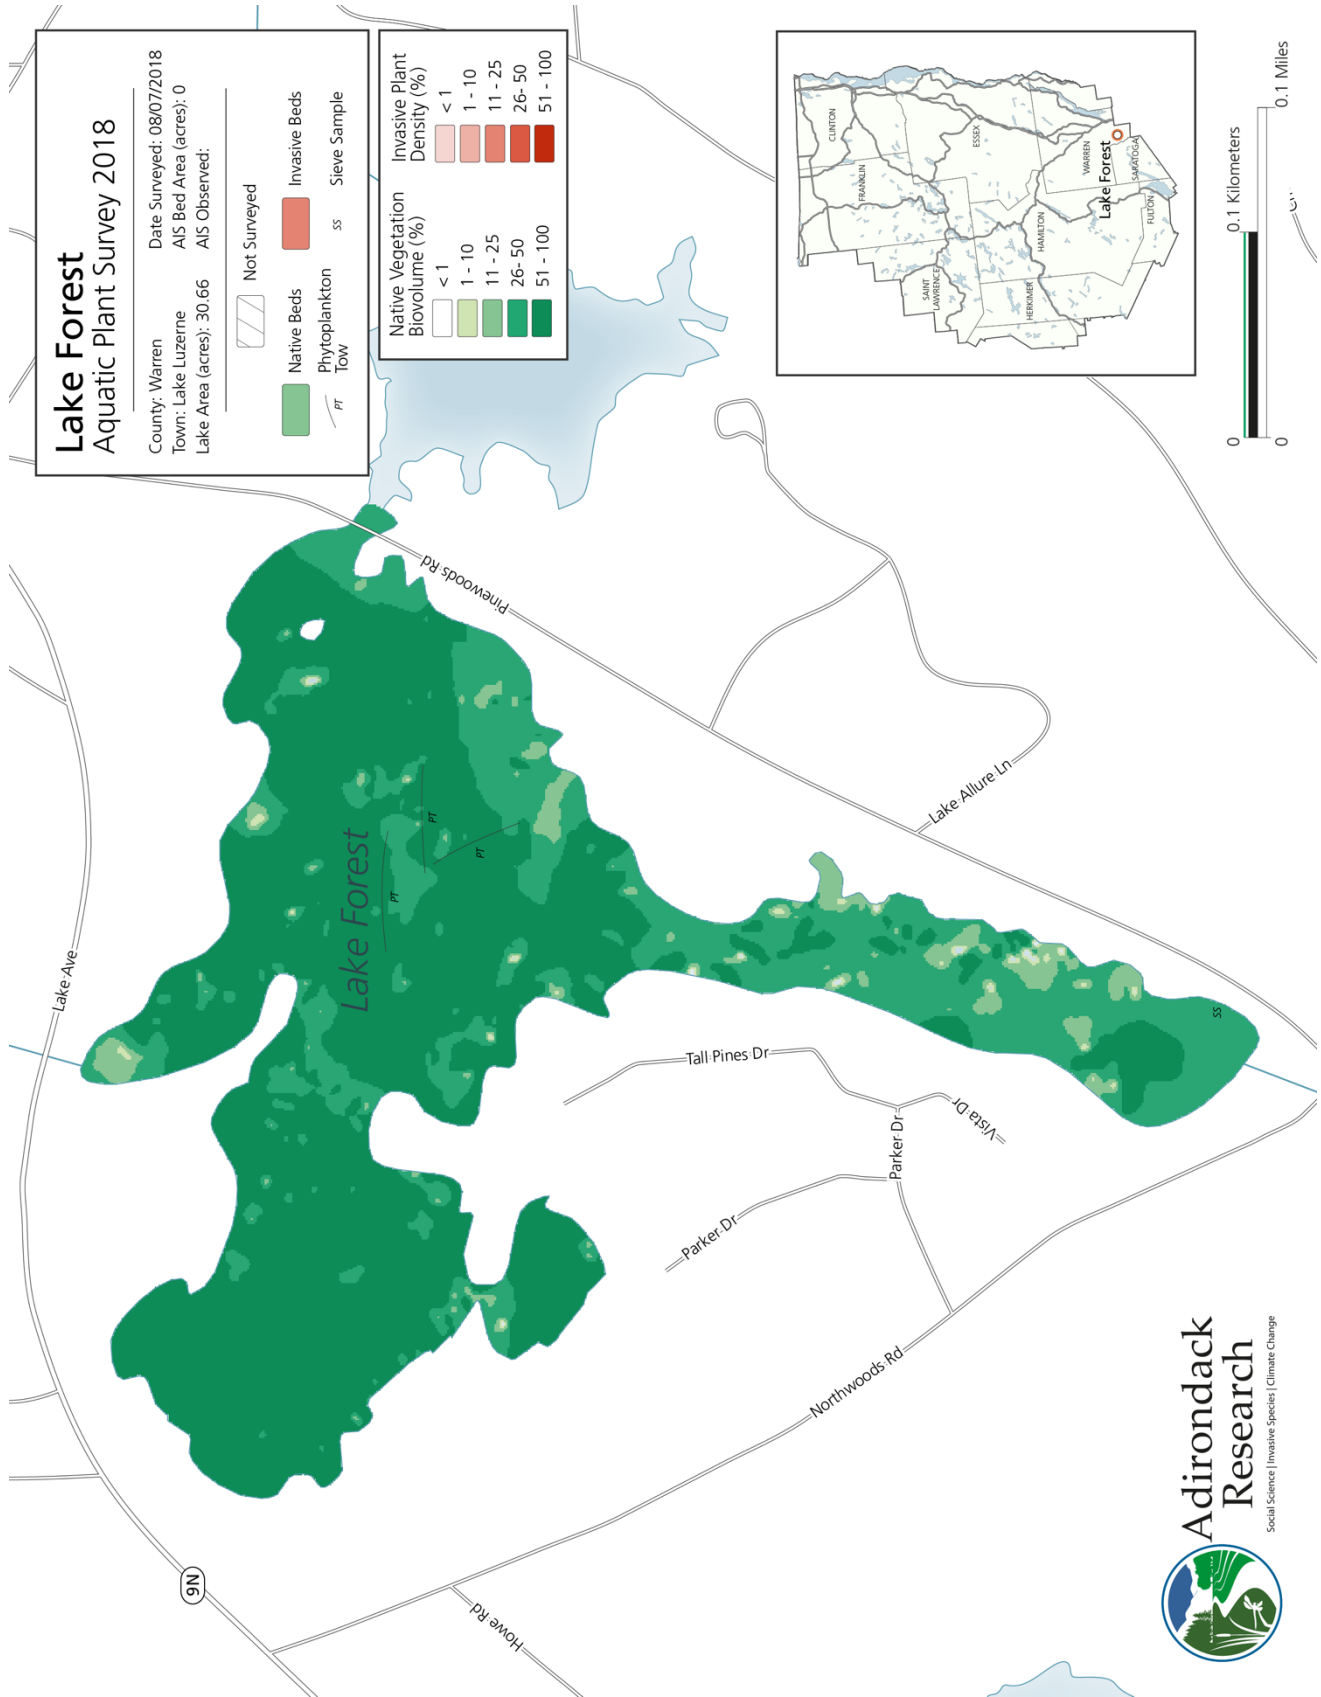 Lake Forest
Aquatic Plant Survey 2018
County: Warren
Town: Lake Luzerne
Lake Area (acres): 30.66
Date Surveyed: 08/07/2018
AIS Bed Area (acres): 0
AIS Observed:
Not Surveyed
Native Beds
Invasive Beds
PT
Phytoplankton
Tow
SS
Sieve Sample
Native Vegetation
Biovolume (%)
< 1
1 - 10
11 - 25
26- 50
51 - 100
Invasive Plant
Density (%)
< 1
1 - 10
11 - 25
26- 50
51 - 100
CLINTON
FRANKLIN
ESSEX
SAINT
LAWRENCE
HERKIMER
HAMILTON
WARREN
Lake Forest
SARATOGA
FULTON
0
0.1 Kilometers
0
0.1 Miles
9N
Lake Ave
Lake Forest
PT
PT
PT
SS
Pinewoods Rd
Lake Allure Ln
Tall Pines Dr
Vista Dr
Parker Dr
Parker Dr
Northwoods Rd
Howe Rd
Adirondack
Research
Social Science | Invasive Species | Climate Change